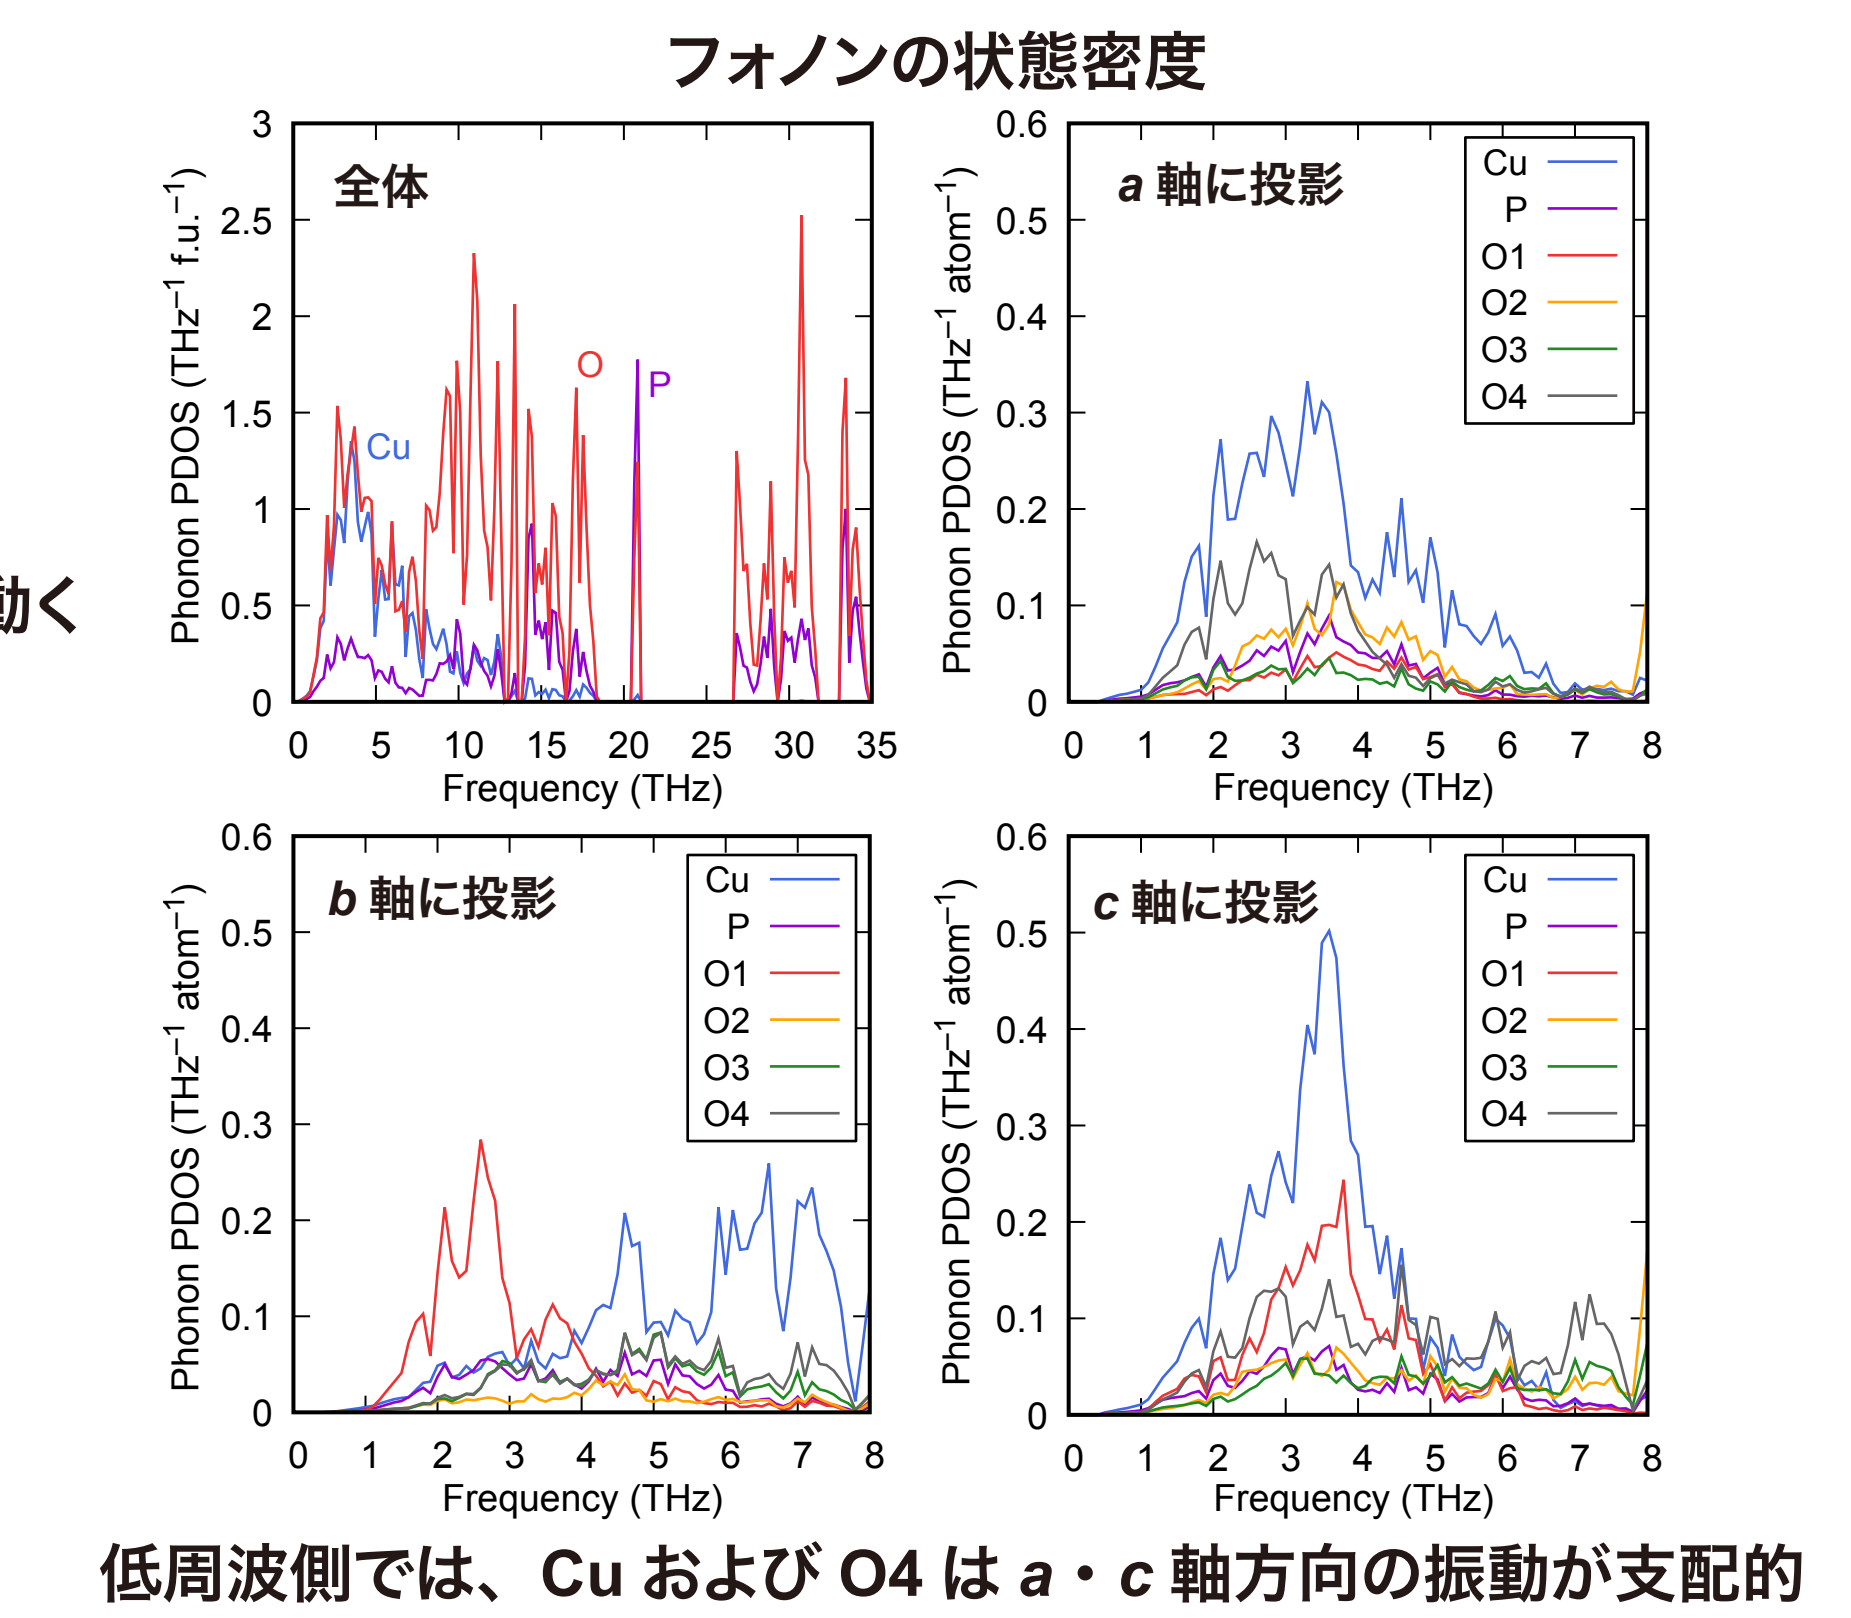 フォノンの状態密度
動く
全体
Cu
O
P
3
2.5
2
1.5
1
0.5
0
0 5 10 15 20 25 30 35
Phonon PDOS (THz⁻¹ f.u.⁻¹)
Frequency (THz)
a 軸に投影
Cu
P
O1
O2
O3
O4
0.6
0.5
0.4
0.3
0.2
0.1
0
0 1 2 3 4 5 6 7 8
Phonon PDOS (THz⁻¹ atom⁻¹)
Frequency (THz)
b 軸に投影
Cu
P
O1
O2
O3
O4
0.6
0.5
0.4
0.3
0.2
0.1
0
0 1 2 3 4 5 6 7 8
Phonon PDOS (THz⁻¹ atom⁻¹)
Frequency (THz)
c 軸に投影
Cu
P
O1
O2
O3
O4
0.6
0.5
0.4
0.3
0.2
0.1
0
0 1 2 3 4 5 6 7 8
Phonon PDOS (THz⁻¹ atom⁻¹)
Frequency (THz)
低周波側では、Cu および O4 は a・c 軸方向の振動が支配的